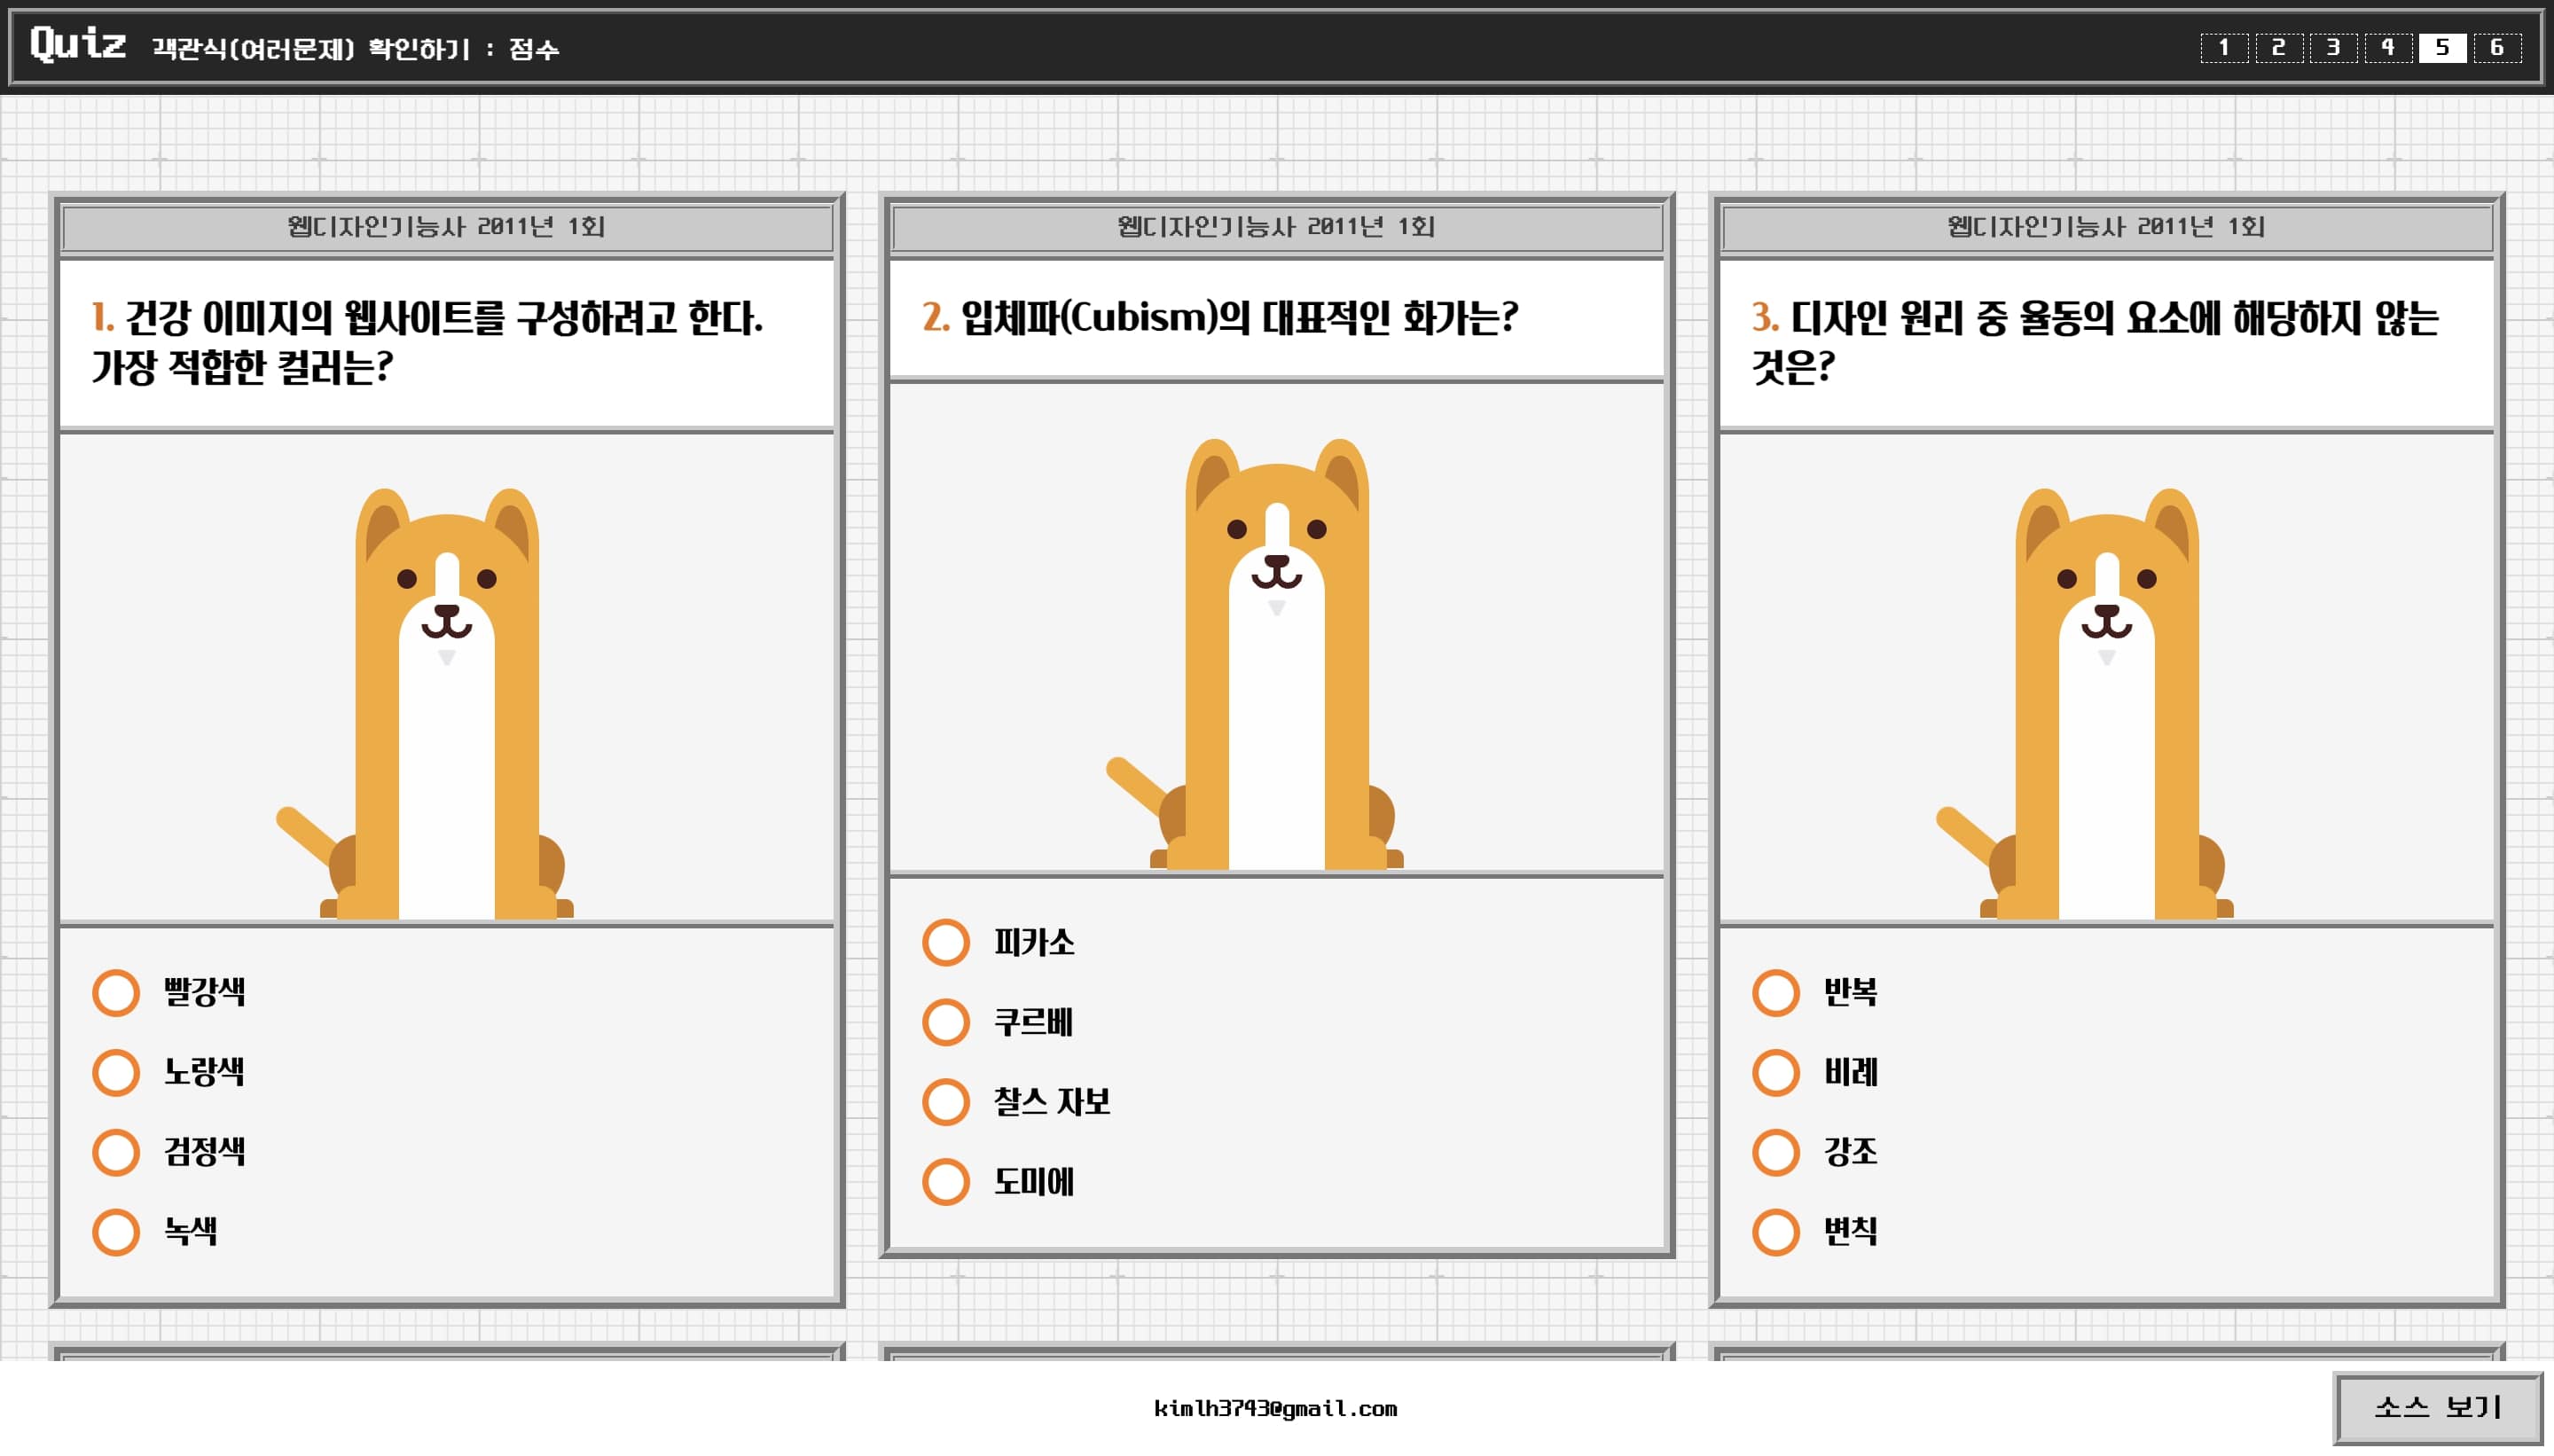 Quiz 객관식(여러문제) 확인하기 : 점수
1 2 3 4 5 6
웹디자인기능사 2011년 1회
1. 건강 이미지의 웹사이트를 구성하려고 한다.
가장 적합한 컬러는?
빨강색
노랑색
검정색
녹색
웹디자인기능사 2011년 1회
2. 입체파(Cubism)의 대표적인 화가는?
피카소
쿠르베
찰스 자보
도미에
웹디자인기능사 2011년 1회
3. 디자인 원리 중 율동의 요소에 해당하지 않는
것은?
반복
비례
강조
변칙
kimlh3743@gmail.com
소스 보기